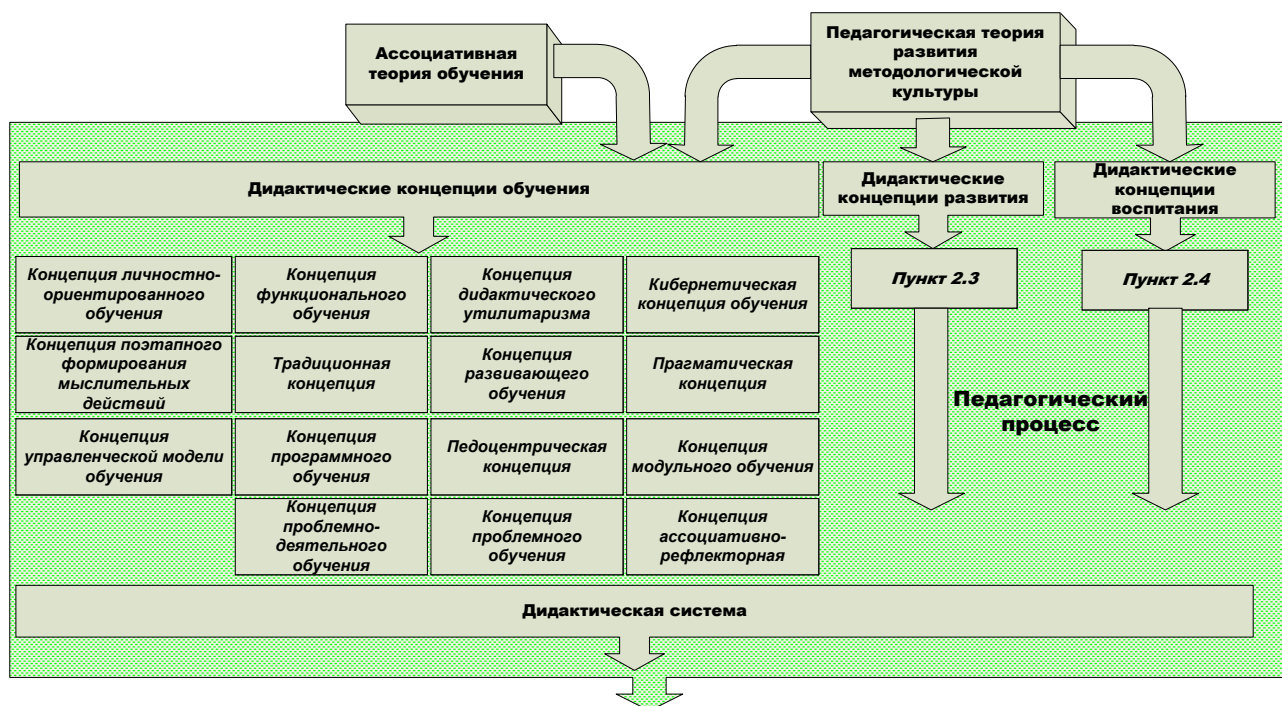 Ассоциативная
теория обучения
Педагогическая теория
развития
методологической
культуры
Дидактические концепции обучения
Дидактические
концепции развития
Дидактические
концепции
воспитания
Концепция личностно-
ориентированного
обучения
Концепция
функционального
обучения
Концепция
дидактического
утилитаризма
Кибернетическая
концепция обучения
Пункт 2.3
Пункт 2.4
Концепция поэтапного
формирования
мыслительных
действий
Традиционная
концепция
Концепция
развивающего
обучения
Прагматическая
концепция
Педагогический
процесс
Концепция
управленческой модели
обучения
Концепция
программного
обучения
Педоцентрическая
концепция
Концепция
модульного обучения
Концепция
проблемно-
деятельного
обучения
Концепция
проблемного
обучения
Концепция
ассоциативно-
рефлекторная
Дидактическая система